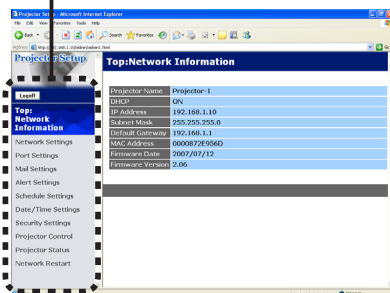 Projector Setup - Microsoft Internet Explorer
File Edit View Favorites Tools Help
Back Search Favorites
Address
Go
Projector Setup
Logoff
Top:
Network
Information
Network Settings
Port Settings
Mail Settings
Alert Settings
Schedule Settings
Date/Time Settings
Security Settings
Projector Control
Projector Status
Network Restart
Top:Network Information
Projector Name Projector-1
DHCP ON
IP Address 192.168.1.10
Subnet Mask 255.255.255.0
Default Gateway 192.168.1.1
MAC Address 0000872E956D
Firmware Date 2007/07/12
Firmware Version 2.06
Internet